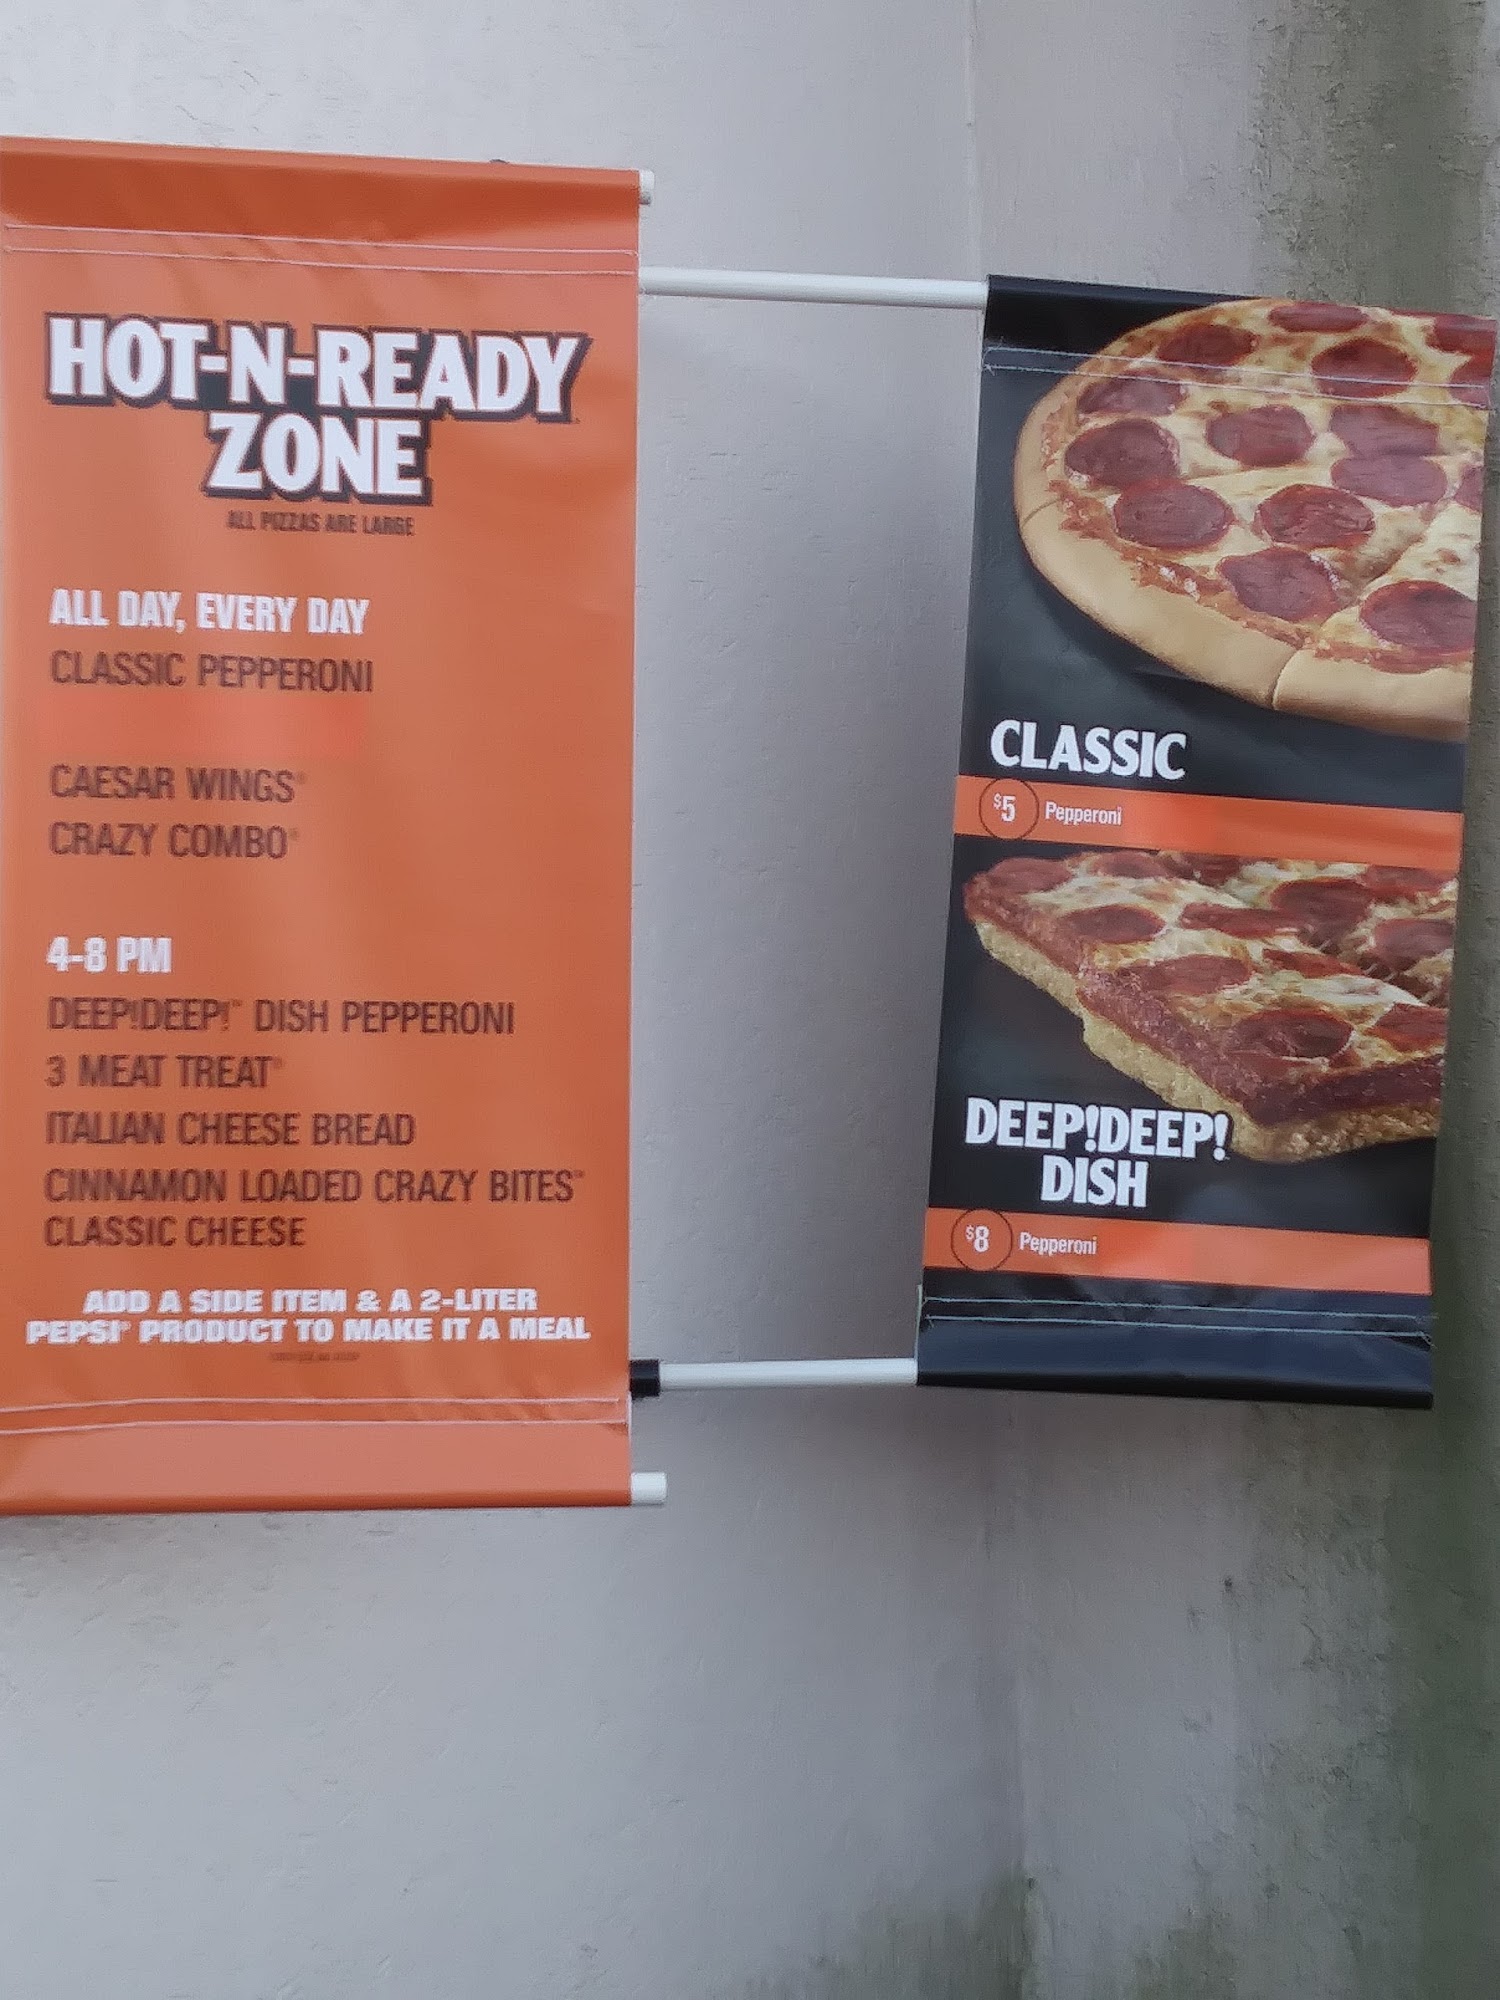 HOT-N-READY
ZONE
ALL PIZZAS ARE LARGE
ALL DAY, EVERY DAY
CLASSIC PEPPERONI
CAESAR WINGS®
CRAZY COMBO®
4-8 PM
DEEP!DEEP!™ DISH PEPPERONI
3 MEAT TREAT®
ITALIAN CHEESE BREAD
CINNAMON LOADED CRAZY BITES™
CLASSIC CHEESE
ADD A SIDE ITEM & A 2-LITER
PEPSI® PRODUCT TO MAKE IT A MEAL
CLASSIC
$5 Pepperoni
DEEP!DEEP!
DISH
$8 Pepperoni